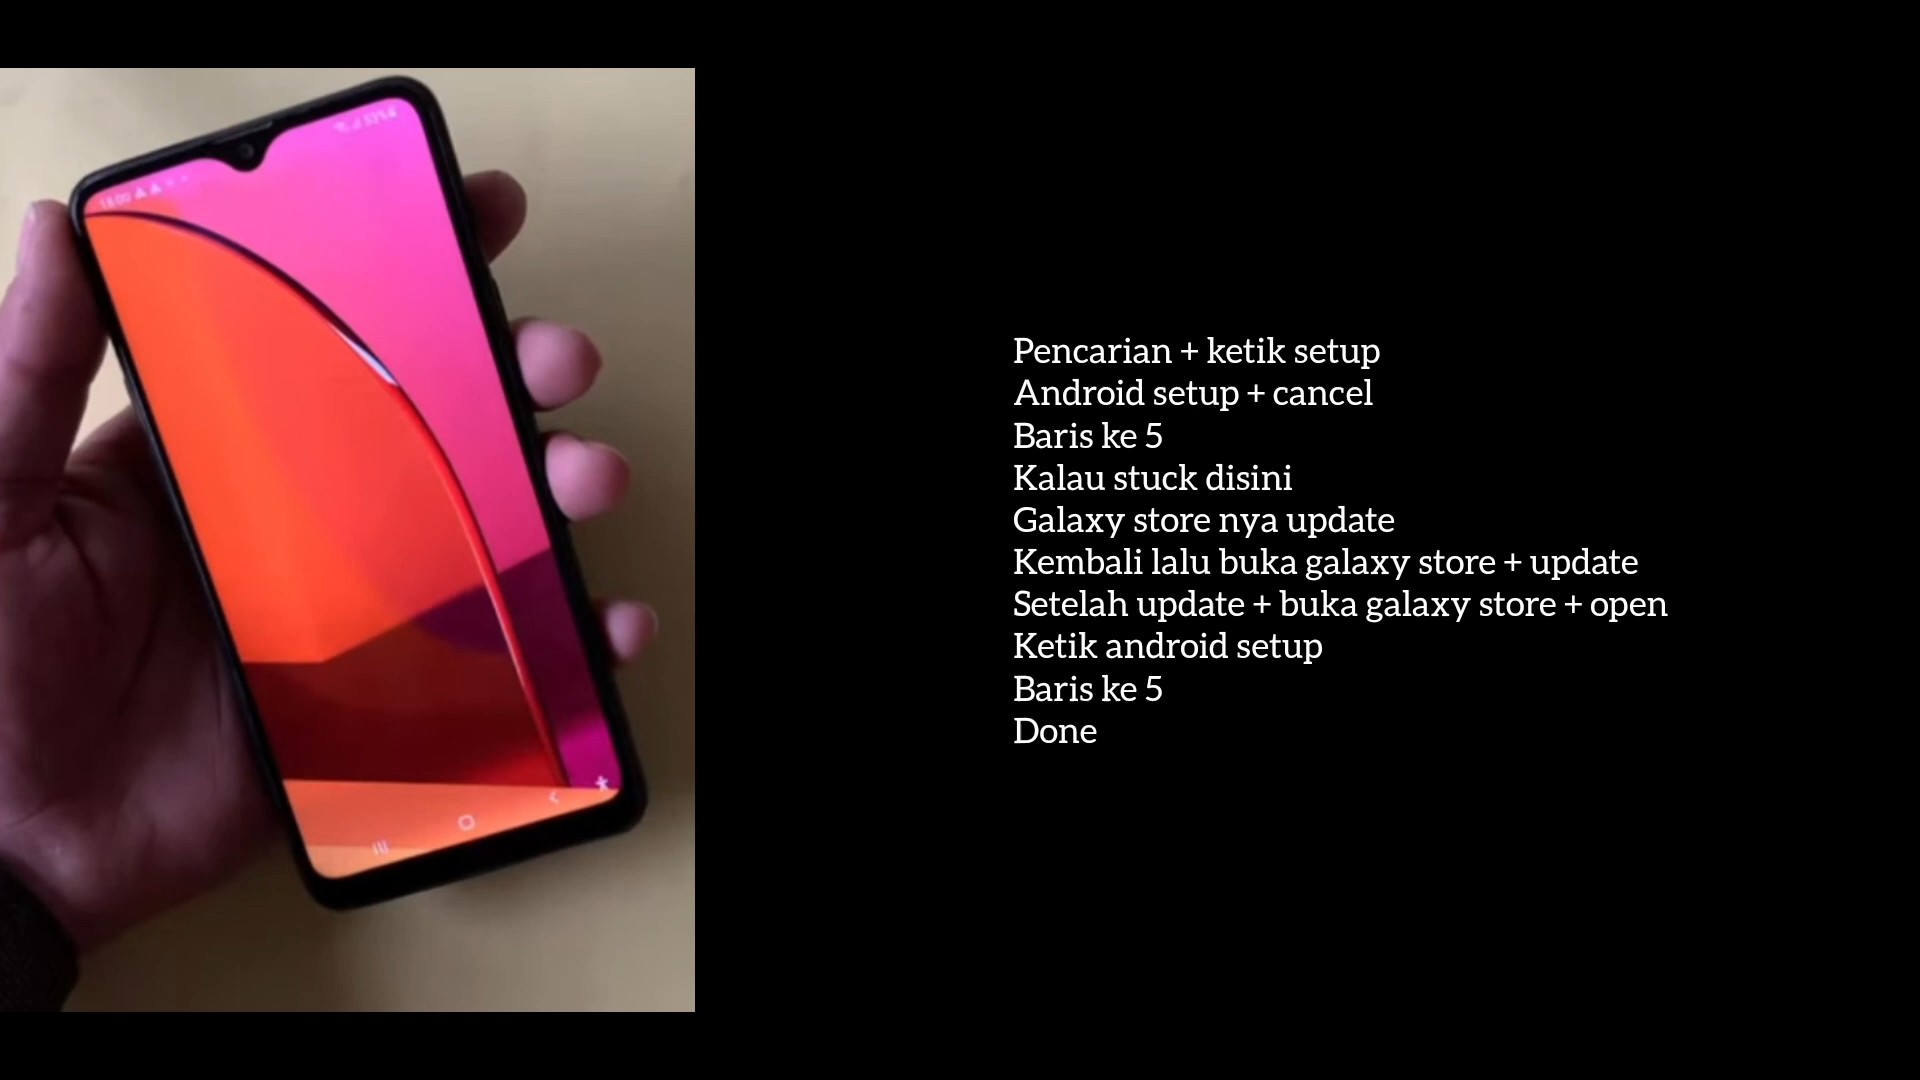 Pencarian + ketik setup
Android setup + cancel
Baris ke 5
Kalau stuck disini
Galaxy store nya update
Kembali lalu buka galaxy store + update
Setelah update + buka galaxy store + open
Ketik android setup
Baris ke 5
Done